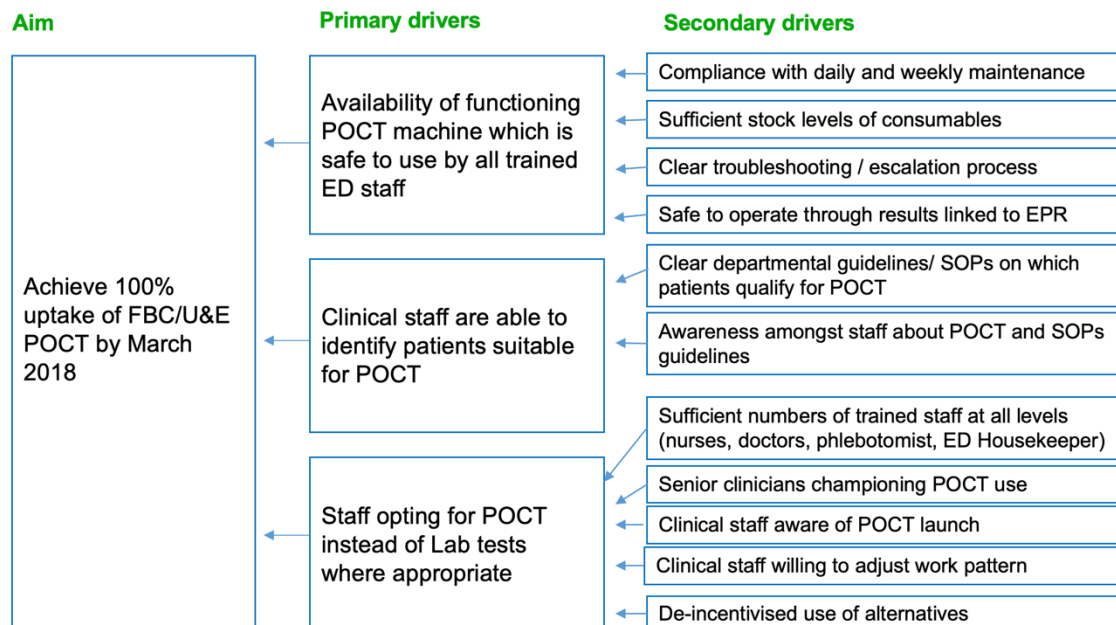 Aim
Primary drivers
Secondary drivers
Achieve 100%
uptake of FBC/U&E
POCT by March
2018
Availability of functioning
POCT machine which is
safe to use by all trained
ED staff
Clinical staff are able to
identify patients suitable
for POCT
Staff opting for POCT
instead of Lab tests
where appropriate
Compliance with daily and weekly maintenance
Sufficient stock levels of consumables
Clear troubleshooting / escalation process
Safe to operate through results linked to EPR
Clear departmental guidelines/ SOPs on which
patients qualify for POCT
Awareness amongst staff about POCT and SOPs
guidelines
Sufficient numbers of trained staff at all levels
(nurses, doctors, phlebotomist, ED Housekeeper)
Senior clinicians championing POCT use
Clinical staff aware of POCT launch
Clinical staff willing to adjust work pattern
De-incentivised use of alternatives